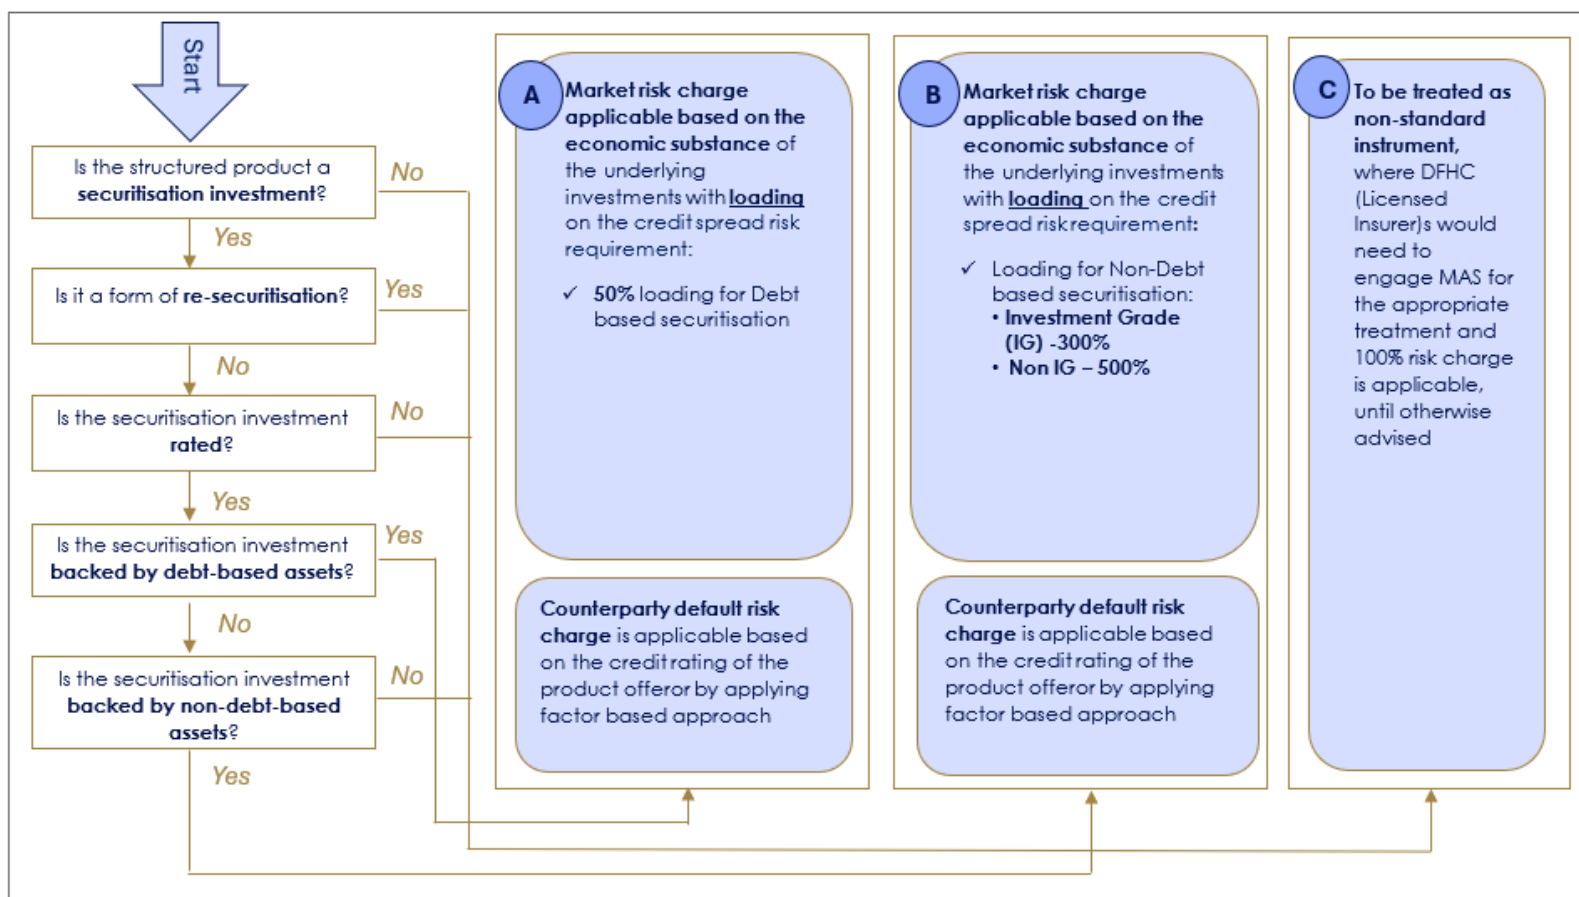 Start
Is the structured product a
securitisation investment?
No
Yes
Is it a form of re-securitisation?
Yes
No
Is the securitisation investment
rated?
No
Yes
Is the securitisation investment
backed by debt-based assets?
Yes
No
Is the securitisation investment
backed by non-debt-based
assets?
No
Yes
A
Market risk charge
applicable based on the
economic substance of
the underlying
investments with loading
on the credit spread risk
requirement:
✓ 50% loading for Debt
based securitisation
Counterparty default risk
charge is applicable based
on the credit rating of the
product offeror by applying
factor based approach
B
Market risk charge
applicable based on the
economic substance of
the underlying investments
with loading on the credit
spread risk requirement:
✓ Loading for Non-Debt
based securitisation:
• Investment Grade
(IG) -300%
• Non IG – 500%
Counterparty default risk
charge is applicable based
on the credit rating of the
product offeror by applying
factor based approach
C
To be treated as
non-standard
instrument,
where DFHC
(Licensed
Insurer)s would
need to
engage MAS for
the appropriate
treatment and
100% risk charge
is applicable,
until otherwise
advised